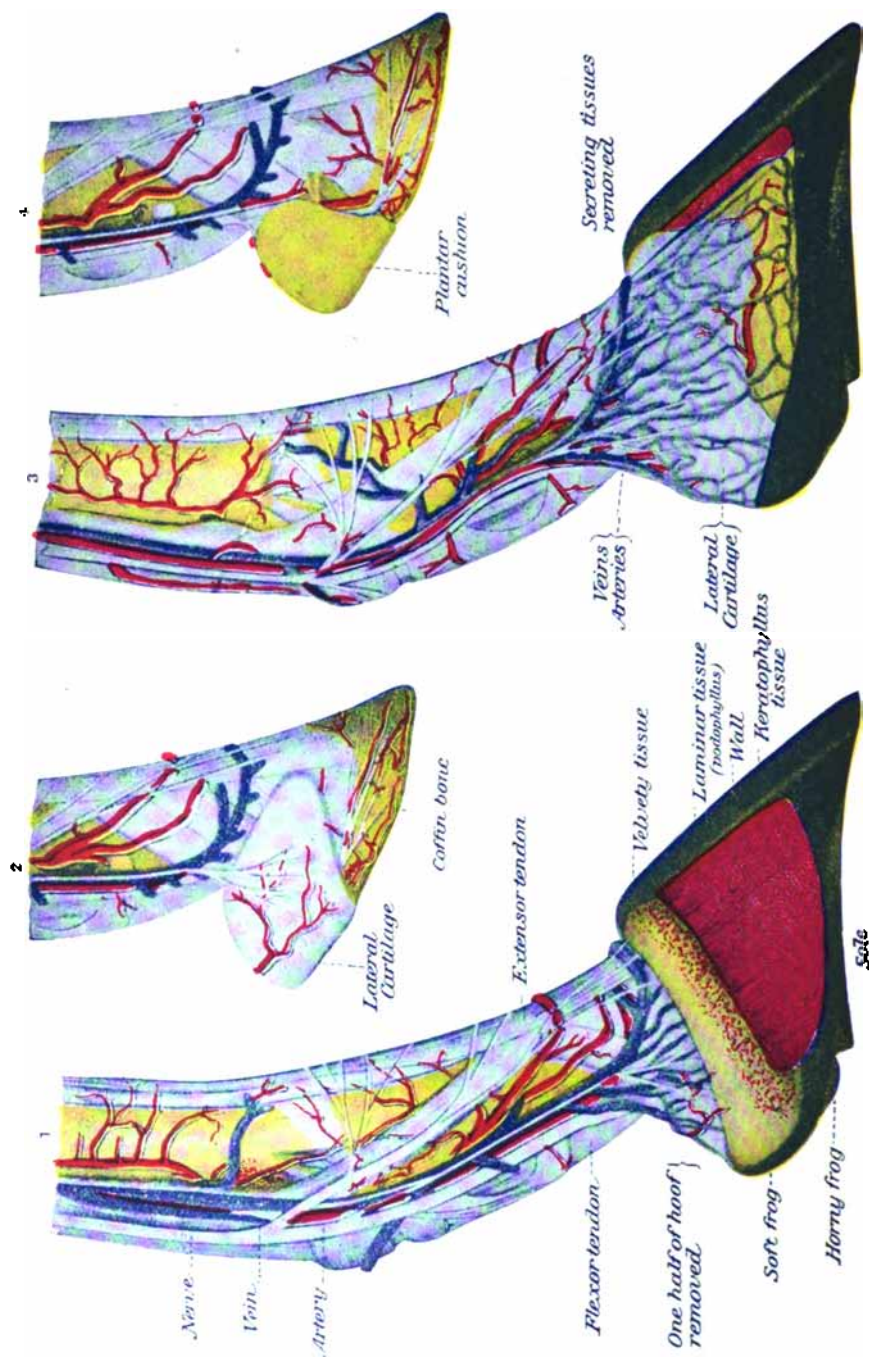 4
Secreting tissues
removed
Plantar
cushion
3
Veins
Arteries
Lateral
Cartilage
2
Coffin bone
Lateral
Cartilage
Extensor tendon
Velvety tissue
Laminar tissue
(podophyllus)
Wall
Keratophyllus
tissue
1
Nerve
Vein
Artery
Flexor tendon
One half of hoof
removed
Soft frog
Horny frog
Sole